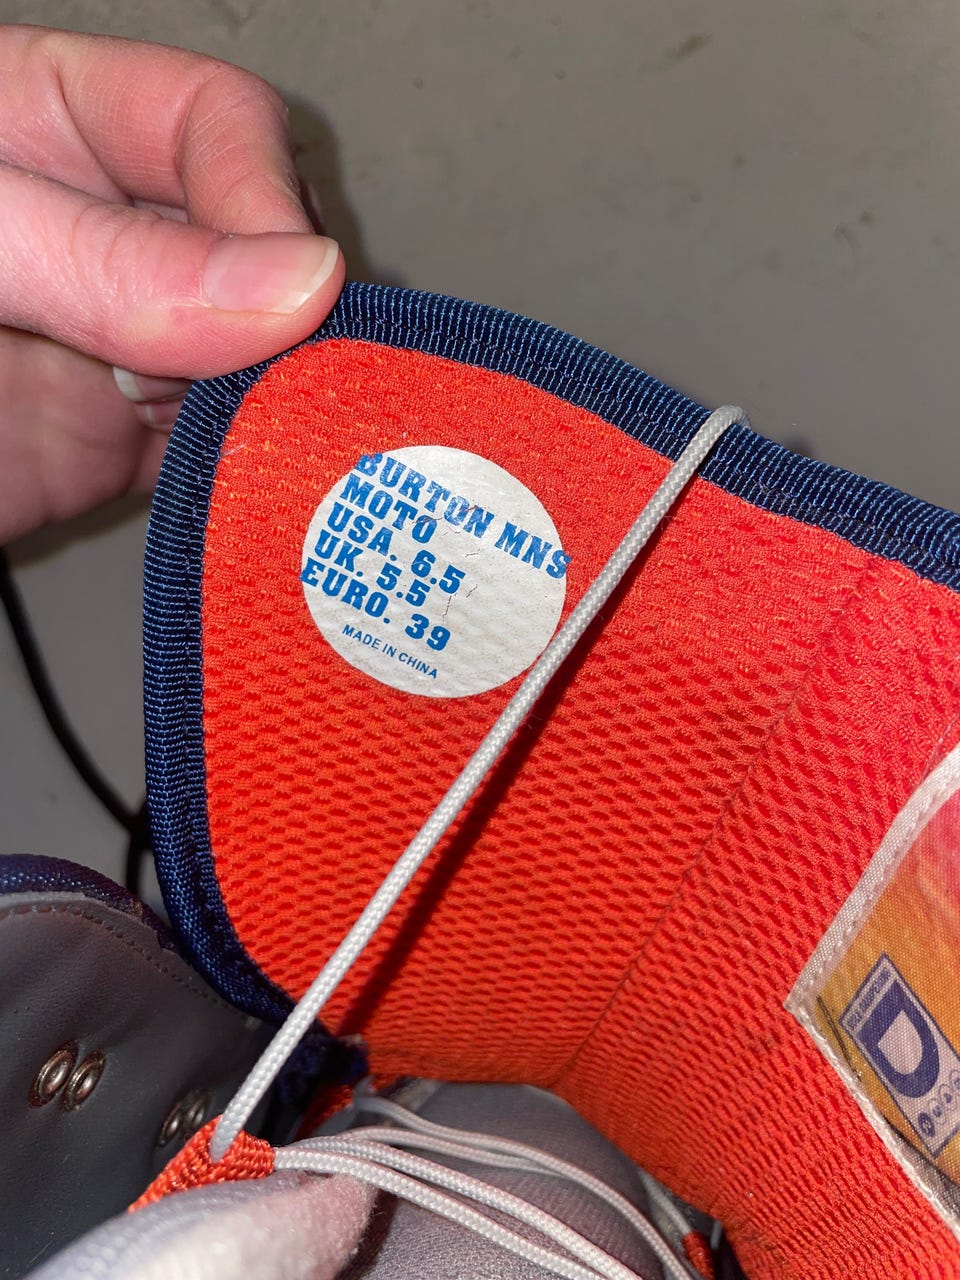 BURTON MNS
MOTO
USA. 6.5
UK. 5.5
EURO. 39
MADE IN CHINA
D